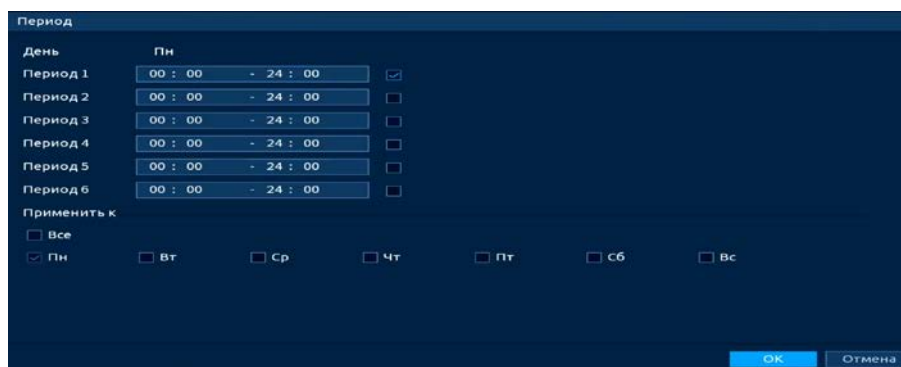 Период
День Пн
Период 1 00 : 00 - 24 : 00
Период 2 00 : 00 - 24 : 00
Период 3 00 : 00 - 24 : 00
Период 4 00 : 00 - 24 : 00
Период 5 00 : 00 - 24 : 00
Период 6 00 : 00 - 24 : 00
Применить к
Все
Пн Вт Ср Чт Пт Сб Вс
OK Отмена